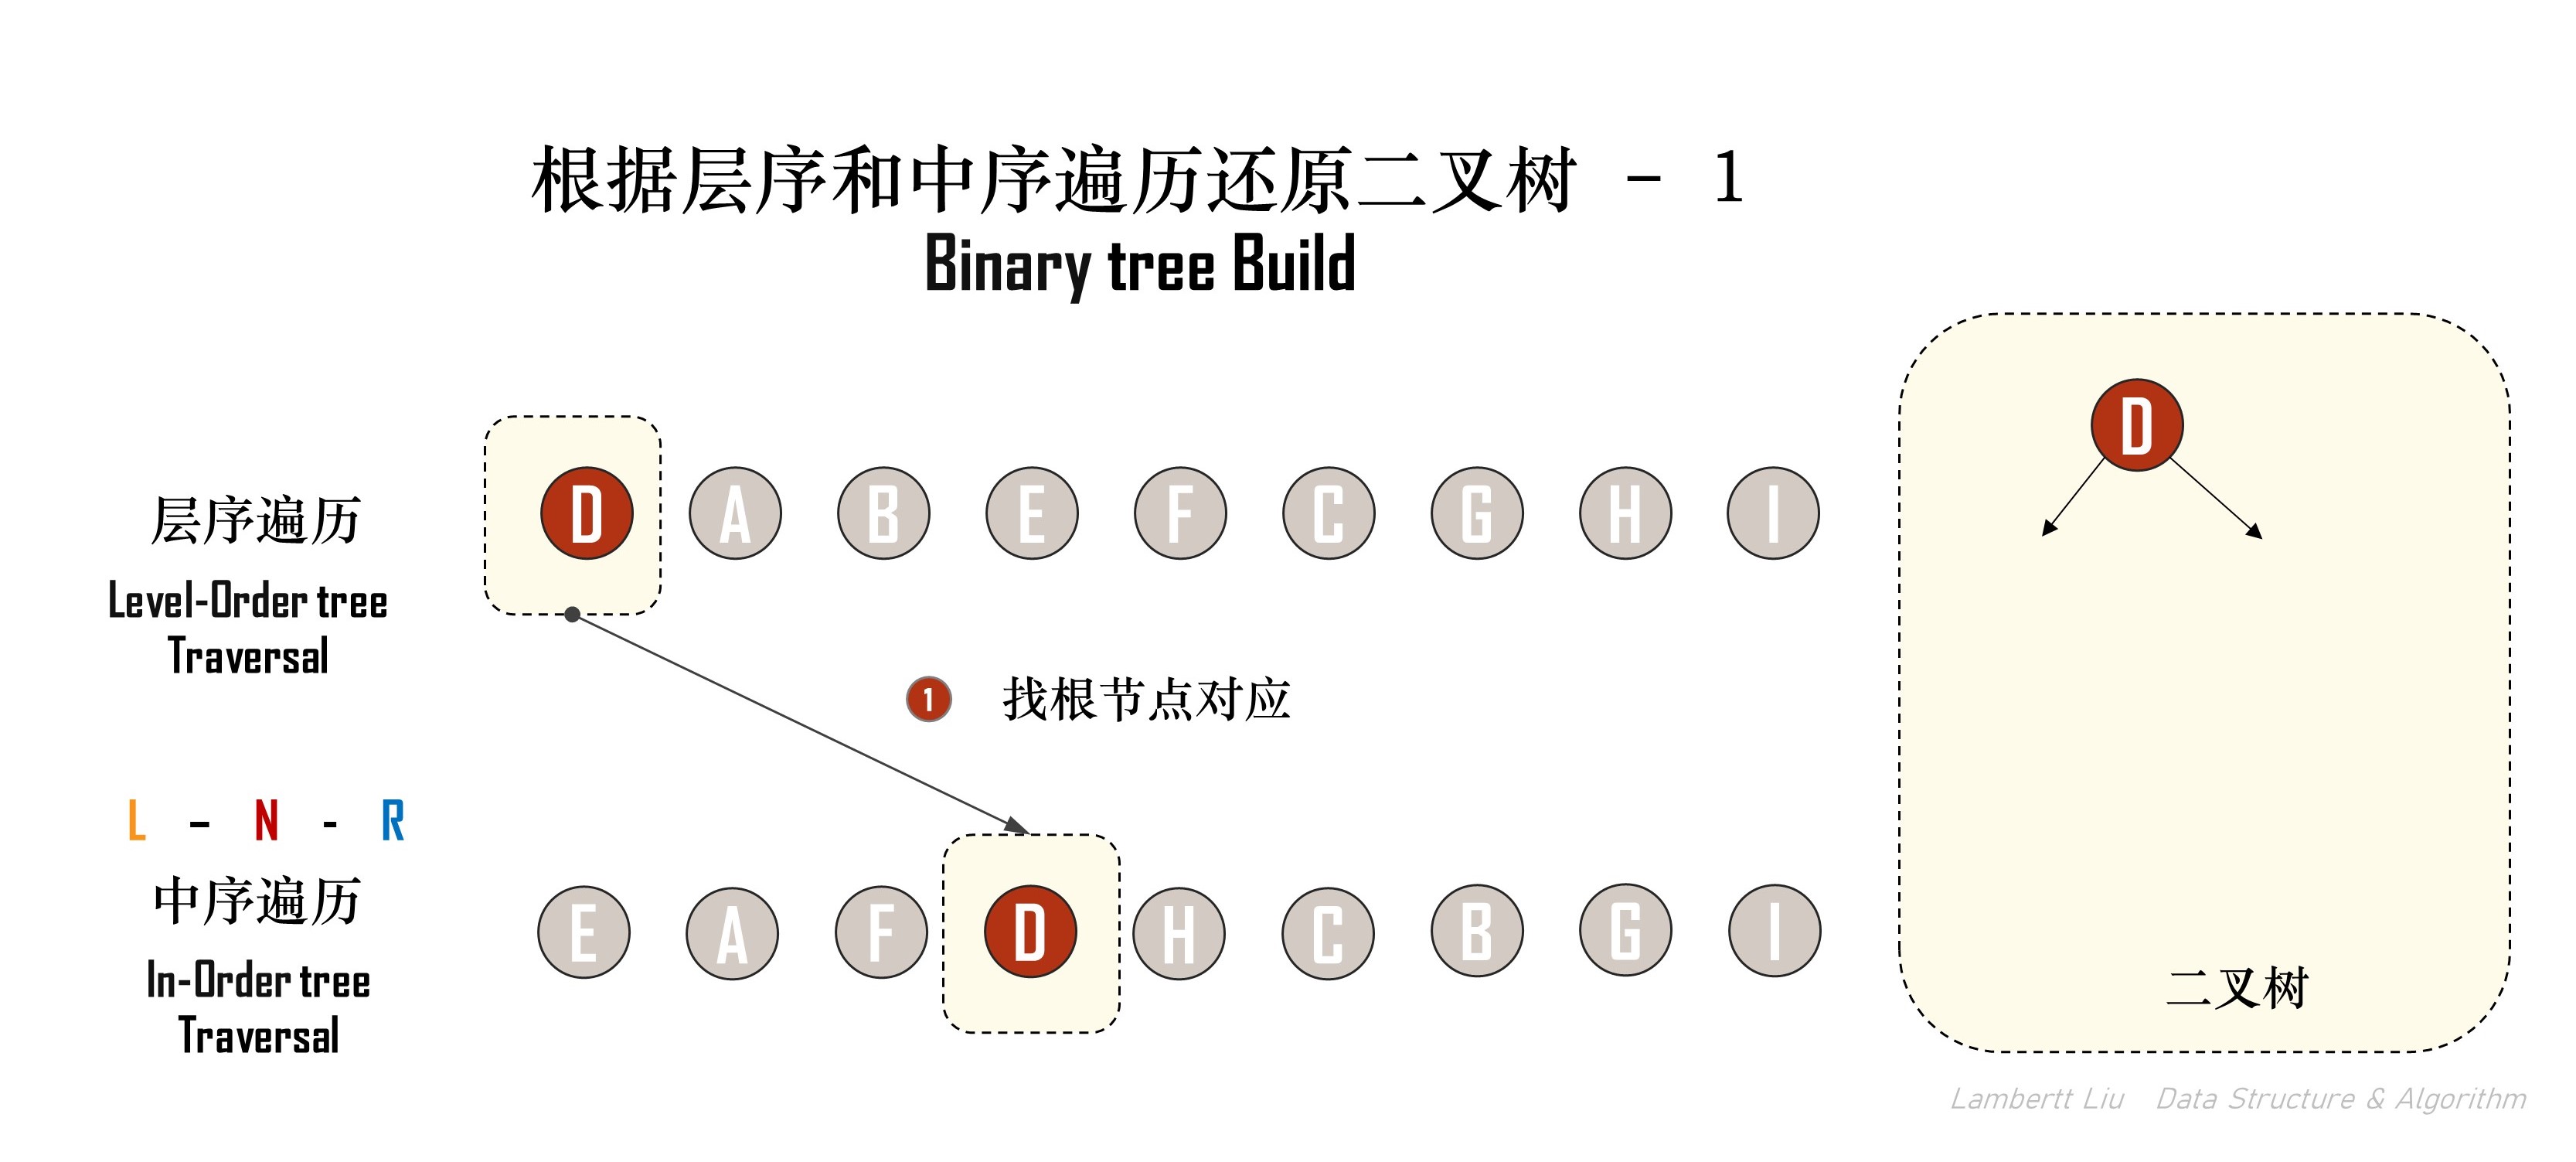 根据层序和中序遍历还原二叉树 - 1
Binary tree Build
D
层序遍历
D A B E F C G H I
Level-Order tree
Traversal
1 找根节点对应
L - N - R
中序遍历
E A F D H C B G I
In-Order tree
Traversal
二叉树
Lambertt Liu Data Structure & Algorithm